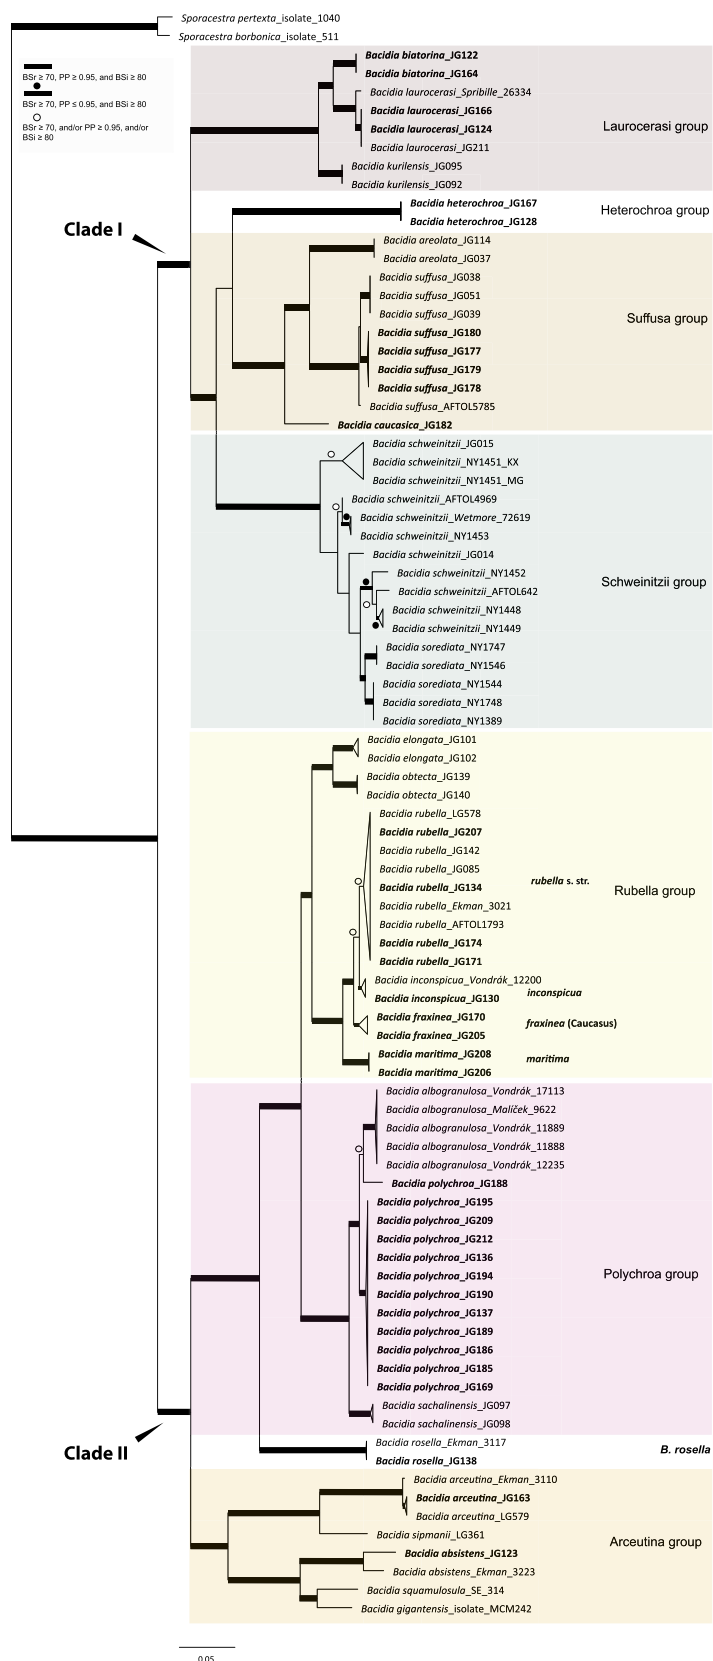 Sporacestra pertexta_isolate_1040
Sporacestra borbonica_isolate_511
BSr ≥ 70, PP ≥ 0.95, and BSi ≥ 80
BSr ≥ 70, PP ≤ 0.95, and BSi ≥ 80
BSr ≥ 70, and/or PP ≥ 0.95, and/or
BSi ≥ 80
Bacidia biatorina_JG122
Bacidia biatorina_JG164
Bacidia laurocerasi_Spribille_26334
Bacidia laurocerasi_JG166
Bacidia laurocerasi_JG124
Laurocerasi group
Bacidia laurocerasi_JG211
Bacidia kurilensis_JG095
Bacidia kurilensis_JG092
Bacidia heterochroa_JG167
Heterochroa group
Bacidia heterochroa_JG128
Clade I
Bacidia areolata_JG114
Bacidia areolata_JG037
Bacidia suffusa_JG038
Bacidia suffusa_JG051
Bacidia suffusa_JG039
Suffusa group
Bacidia suffusa_JG180
Bacidia suffusa_JG177
Bacidia suffusa_JG179
Bacidia suffusa_JG178
Bacidia suffusa_AFTOL5785
Bacidia caucasica_JG182
Bacidia schweinitzii_JG015
Bacidia schweinitzii_NY1451_KX
Bacidia schweinitzii_NY1451_MG
Bacidia schweinitzii_AFTOL4969
Bacidia schweinitzii_Wetmore_72619
Bacidia schweinitzii_NY1453
Bacidia schweinitzii_JG014
Bacidia schweinitzii_NY1452
Schweinitzii group
Bacidia schweinitzii_AFTOL642
Bacidia schweinitzii_NY1448
Bacidia schweinitzii_NY1449
Bacidia sorediata_NY1747
Bacidia sorediata_NY1546
Bacidia sorediata_NY1544
Bacidia sorediata_NY1748
Bacidia sorediata_NY1389
Bacidia elongata_JG101
Bacidia elongata_JG102
Bacidia obtecta_JG139
Bacidia obtecta_JG140
Bacidia rubella_LG578
Bacidia rubella_JG207
Bacidia rubella_JG142
Bacidia rubella_JG085
rubella s. str.
Bacidia rubella_JG134
Rubella group
Bacidia rubella_Ekman_3021
Bacidia rubella_AFTOL1793
Bacidia rubella_JG174
Bacidia rubella_JG171
Bacidia inconspicua_Vondrák_12200
inconspicua
Bacidia inconspicua_JG130
Bacidia fraxinea_JG170
fraxinea (Caucasus)
Bacidia fraxinea_JG205
Bacidia maritima_JG208
maritima
Bacidia maritima_JG206
Bacidia albogranulosa_Vondrák_17113
Bacidia albogranulosa_Malíček_9622
Bacidia albogranulosa_Vondrák_11889
Bacidia albogranulosa_Vondrák_11888
Bacidia albogranulosa_Vondrák_12235
Bacidia polychroa_JG188
Bacidia polychroa_JG195
Bacidia polychroa_JG209
Bacidia polychroa_JG212
Bacidia polychroa_JG136
Bacidia polychroa_JG194
Polychroa group
Bacidia polychroa_JG190
Bacidia polychroa_JG137
Bacidia polychroa_JG189
Bacidia polychroa_JG186
Bacidia polychroa_JG185
Bacidia polychroa_JG169
Bacidia sachalinensis_JG097
Bacidia sachalinensis_JG098
Clade II
Bacidia rosella_Ekman_3117
B. rosella
Bacidia rosella_JG138
Bacidia arceutina_Ekman_3110
Bacidia arceutina_JG163
Bacidia arceutina_LG579
Bacidia sipmanii_LG361
Arceutina group
Bacidia absistens_JG123
Bacidia absistens_Ekman_3223
Bacidia squamulosula_SE_314
Bacidia gigantensis_isolate_MCM242
0.05